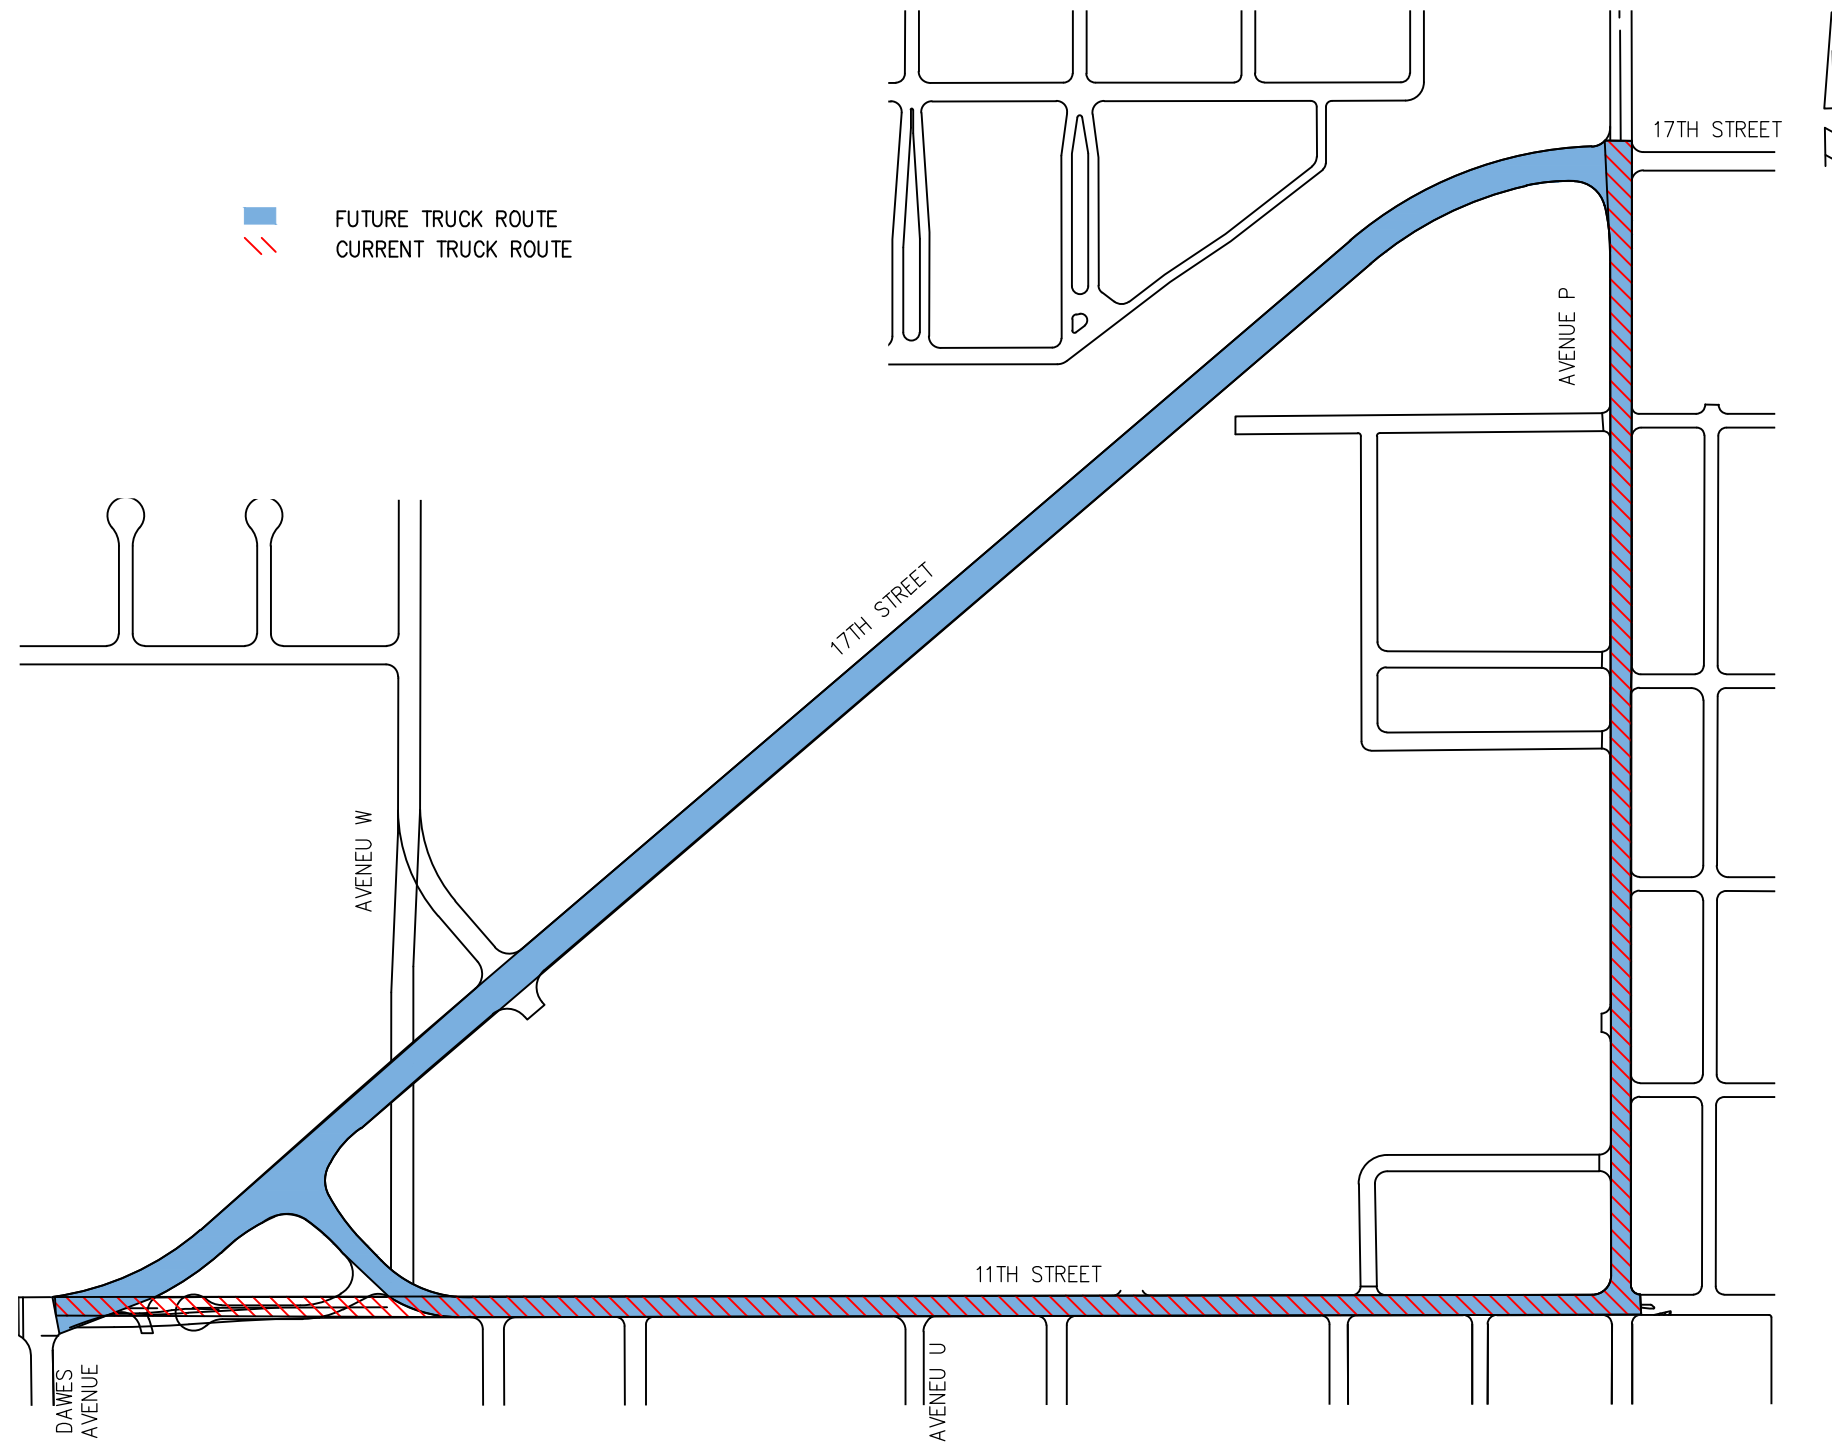 17TH STREET
FUTURE TRUCK ROUTE
CURRENT TRUCK ROUTE
AVENUE P
17TH STREET
AVENEU W
11TH STREET
DAWES
AVENUE
AVENEU U